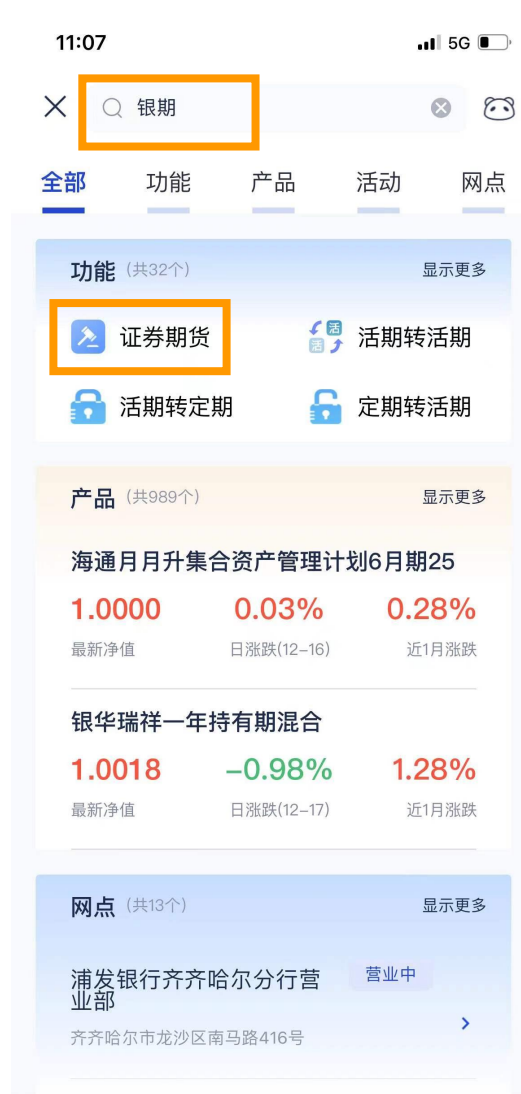 11:07 5G
银期
全部 功能 产品 活动 网点
功能 (共32个) 显示更多
证券期货 活期转活期
活 活
活期转定期 定期转活期
产品 (共989个) 显示更多
海通月月升集合资产管理计划6月期25
1.0000 0.03% 0.28%
最新净值 日涨跌(12-16) 近1月涨跌
银华瑞祥一年持有期混合
1.0018 -0.98% 1.28%
最新净值 日涨跌(12-17) 近1月涨跌
网点 (共13个) 显示更多
浦发银行齐齐哈尔分行营 营业中
业部
齐齐哈尔市龙沙区南马路416号